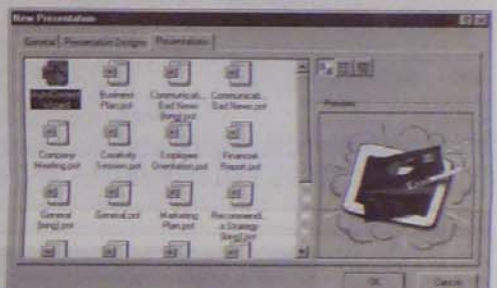 New Presentation
General Presentation Designs Presentations
AutoContent Business Communicati... Communicati...
Wizard Plan.pot Bad News Bad News.pot
(long).pot
Preview
Company Creativity Employee Financial
Meeting.pot Session.pot Orientation.pot Report.pot
General General.pot Marketing Recommendi...
(long).pot Plan.pot a Strategy
(long).pot
OK Cancel